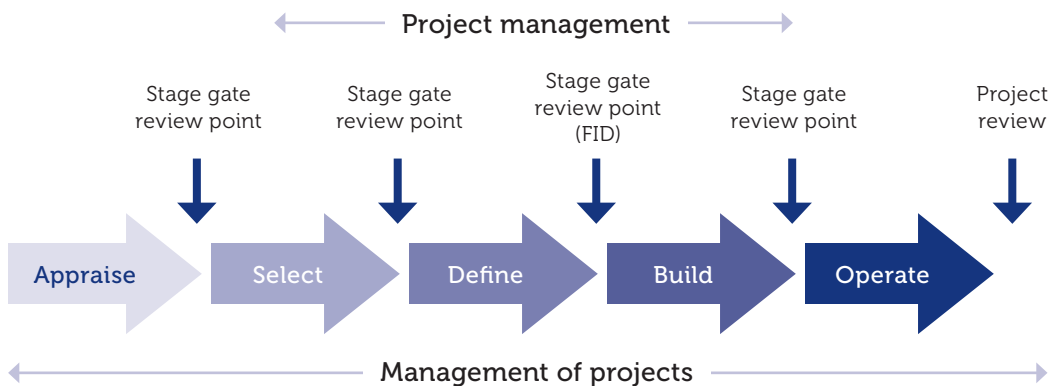 Project management
Stage gate
review point
Stage gate
review point
Stage gate
review point
(FID)
Stage gate
review point
Project
review
Appraise
Select
Define
Build
Operate
Management of projects